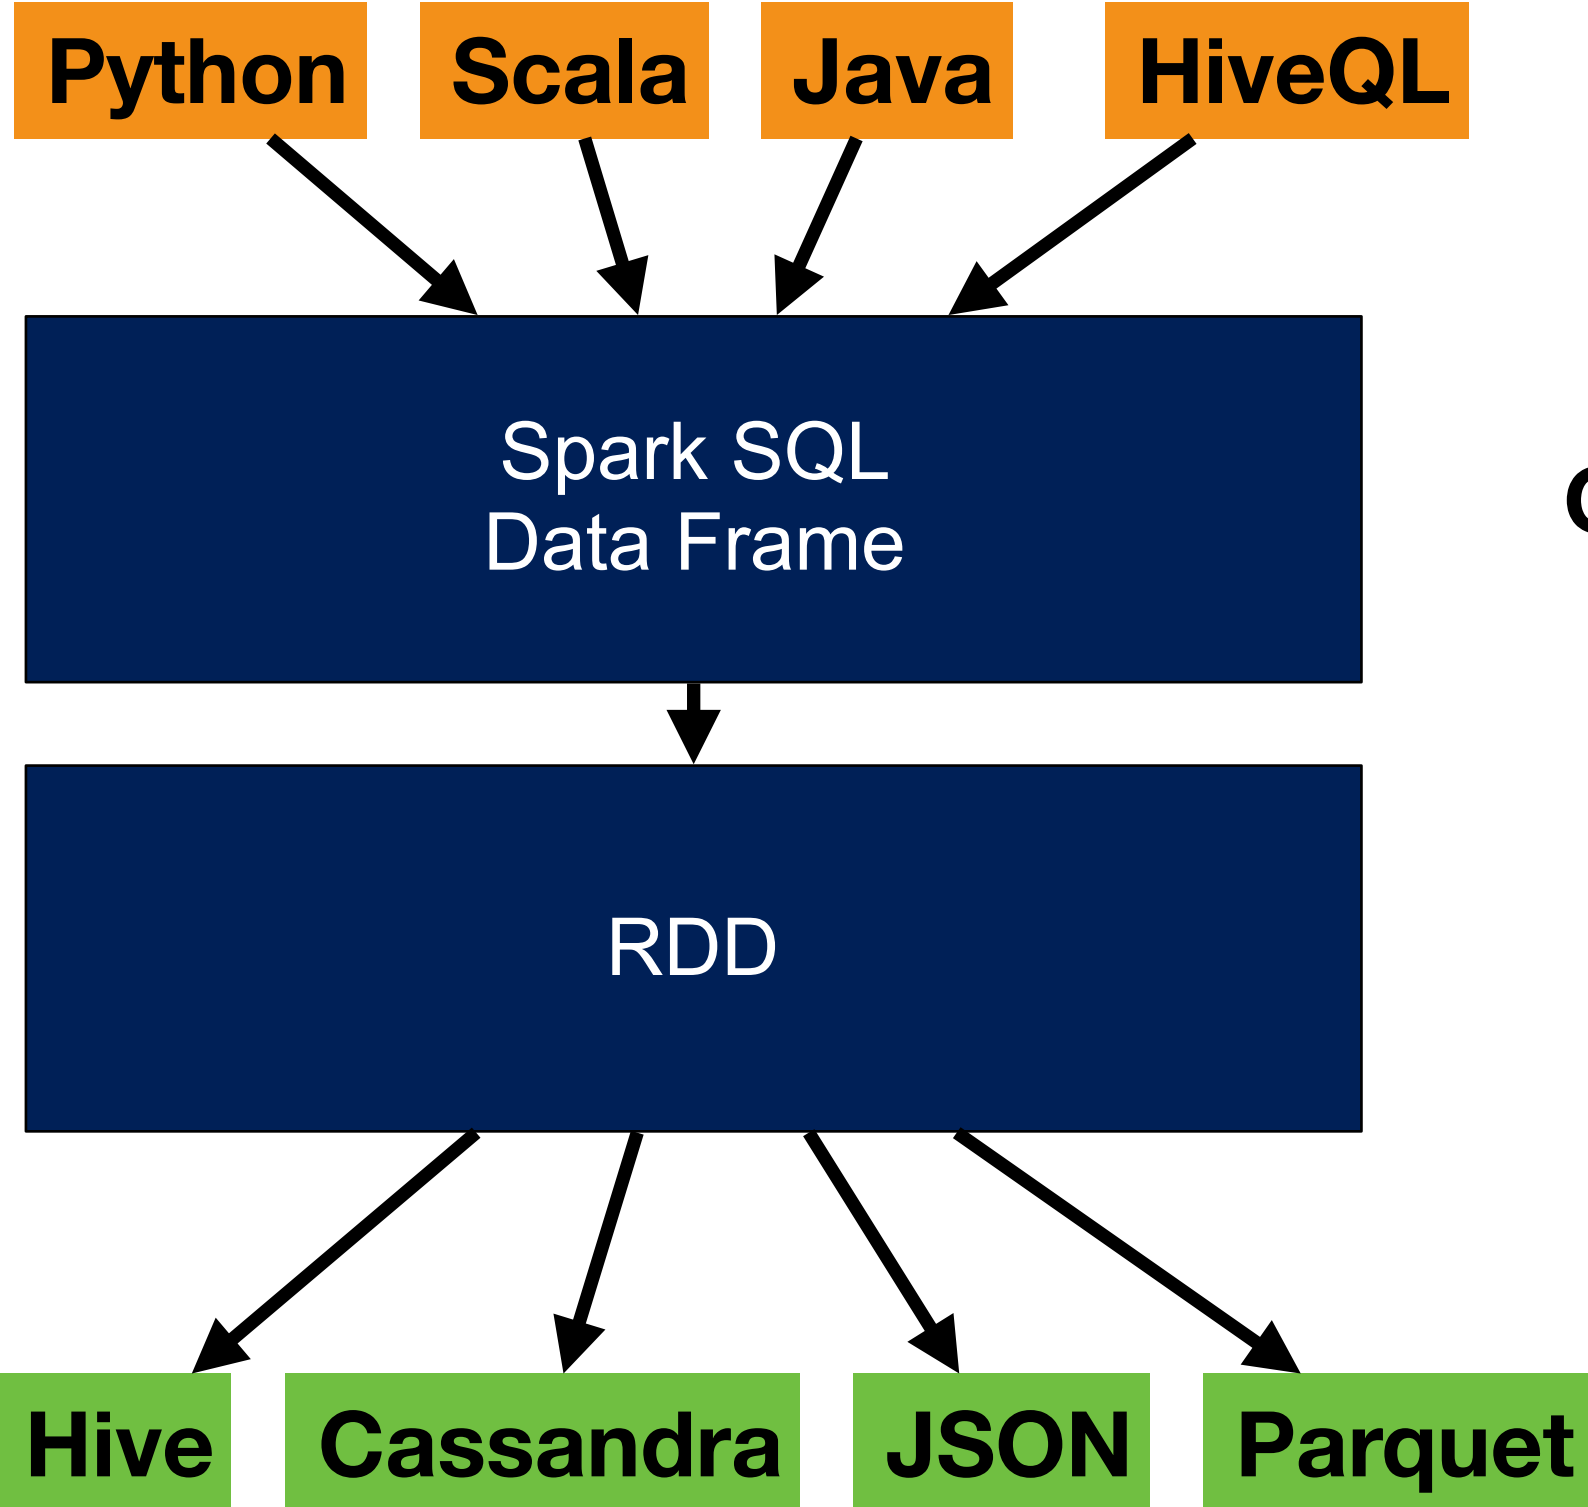 Python Scala Java HiveQL
Spark SQL
Data Frame
RDD
Hive Cassandra JSON Parquet